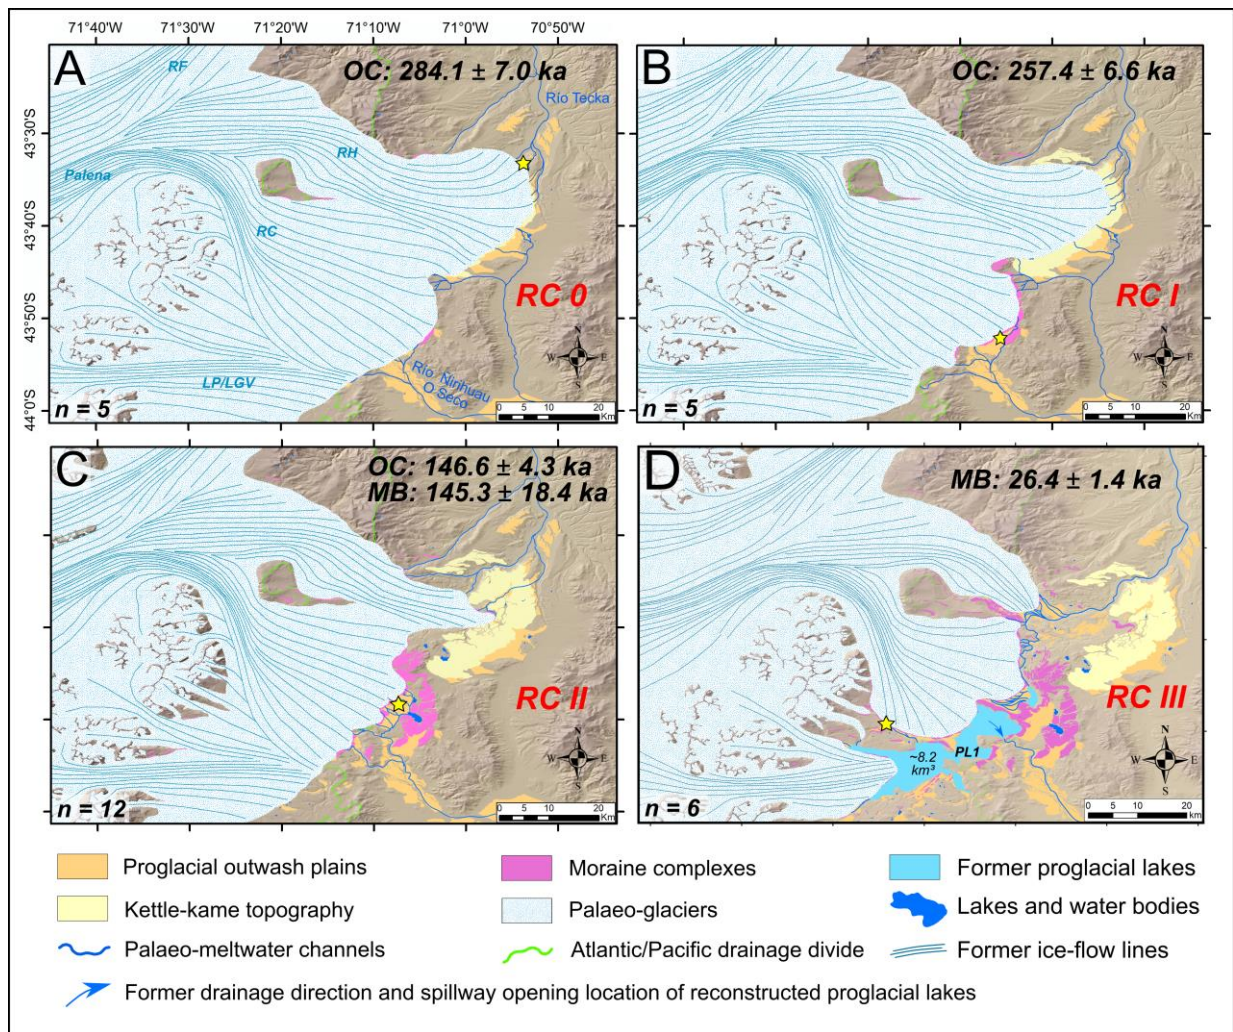 71°40'W 71°30'W 71°20'W 71°10'W 71°0'W 70°50'W
A
OC: 284.1 ± 7.0 ka
RF
Río Tecka
43°30'S
RH
Palena
43°40'S
RC
RC 0
43°50'S
LP/LGV
Río Ninhuau
O Seco
44°0'S
n = 5
N
W E
S
0 5 10 20
Km
B
OC: 257.4 ± 6.6 ka
RC I
n = 5
N
W E
S
0 5 10 20
Km
C
OC: 146.6 ± 4.3 ka
MB: 145.3 ± 18.4 ka
RC II
n = 12
N
W E
S
0 5 10 20
Km
D
MB: 26.4 ± 1.4 ka
RC III
PL1
~8.2
km³
n = 6
N
W E
S
0 5 10 20
km
Proglacial outwash plains
Moraine complexes
Former proglacial lakes
Kettle-kame topography
Palaeo-glaciers
Lakes and water bodies
Palaeo-meltwater channels
Atlantic/Pacific drainage divide
Former ice-flow lines
Former drainage direction and spillway opening location of reconstructed proglacial lakes